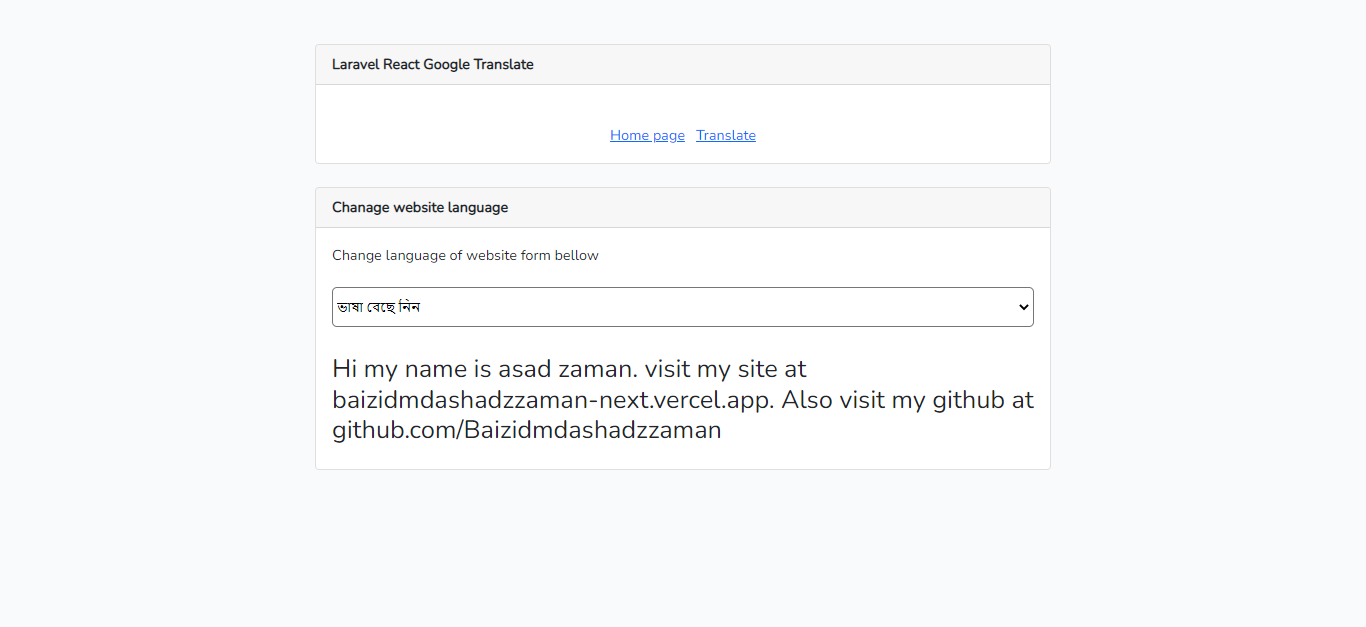 Laravel React Google Translate
Home page Translate
Chanage website language
Change language of website form bellow
ভাষা বেছে নিন
Hi my name is asad zaman. visit my site at
baizidmdashadzzaman-next.vercel.app. Also visit my github at
github.com/Baizidmdashadzzaman